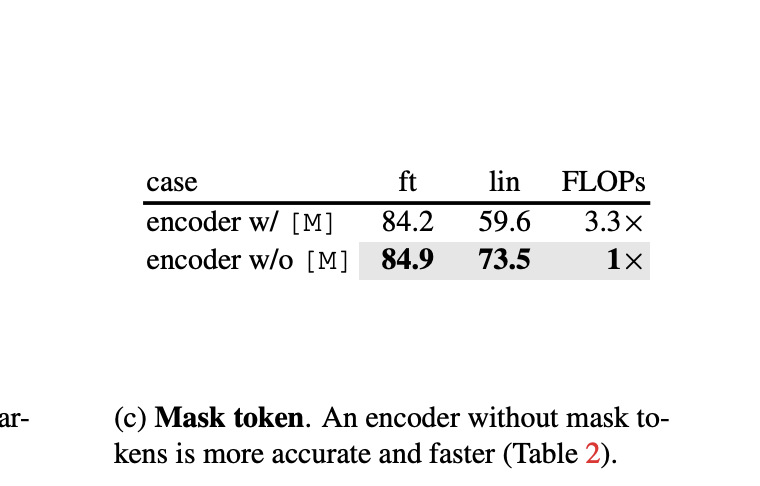 case ft lin FLOPs
encoder w/ [M] 84.2 59.6 3.3×
encoder w/o [M] 84.9 73.5 1×
ar-
(c) Mask token. An encoder without mask to-
kens is more accurate and faster (Table 2).